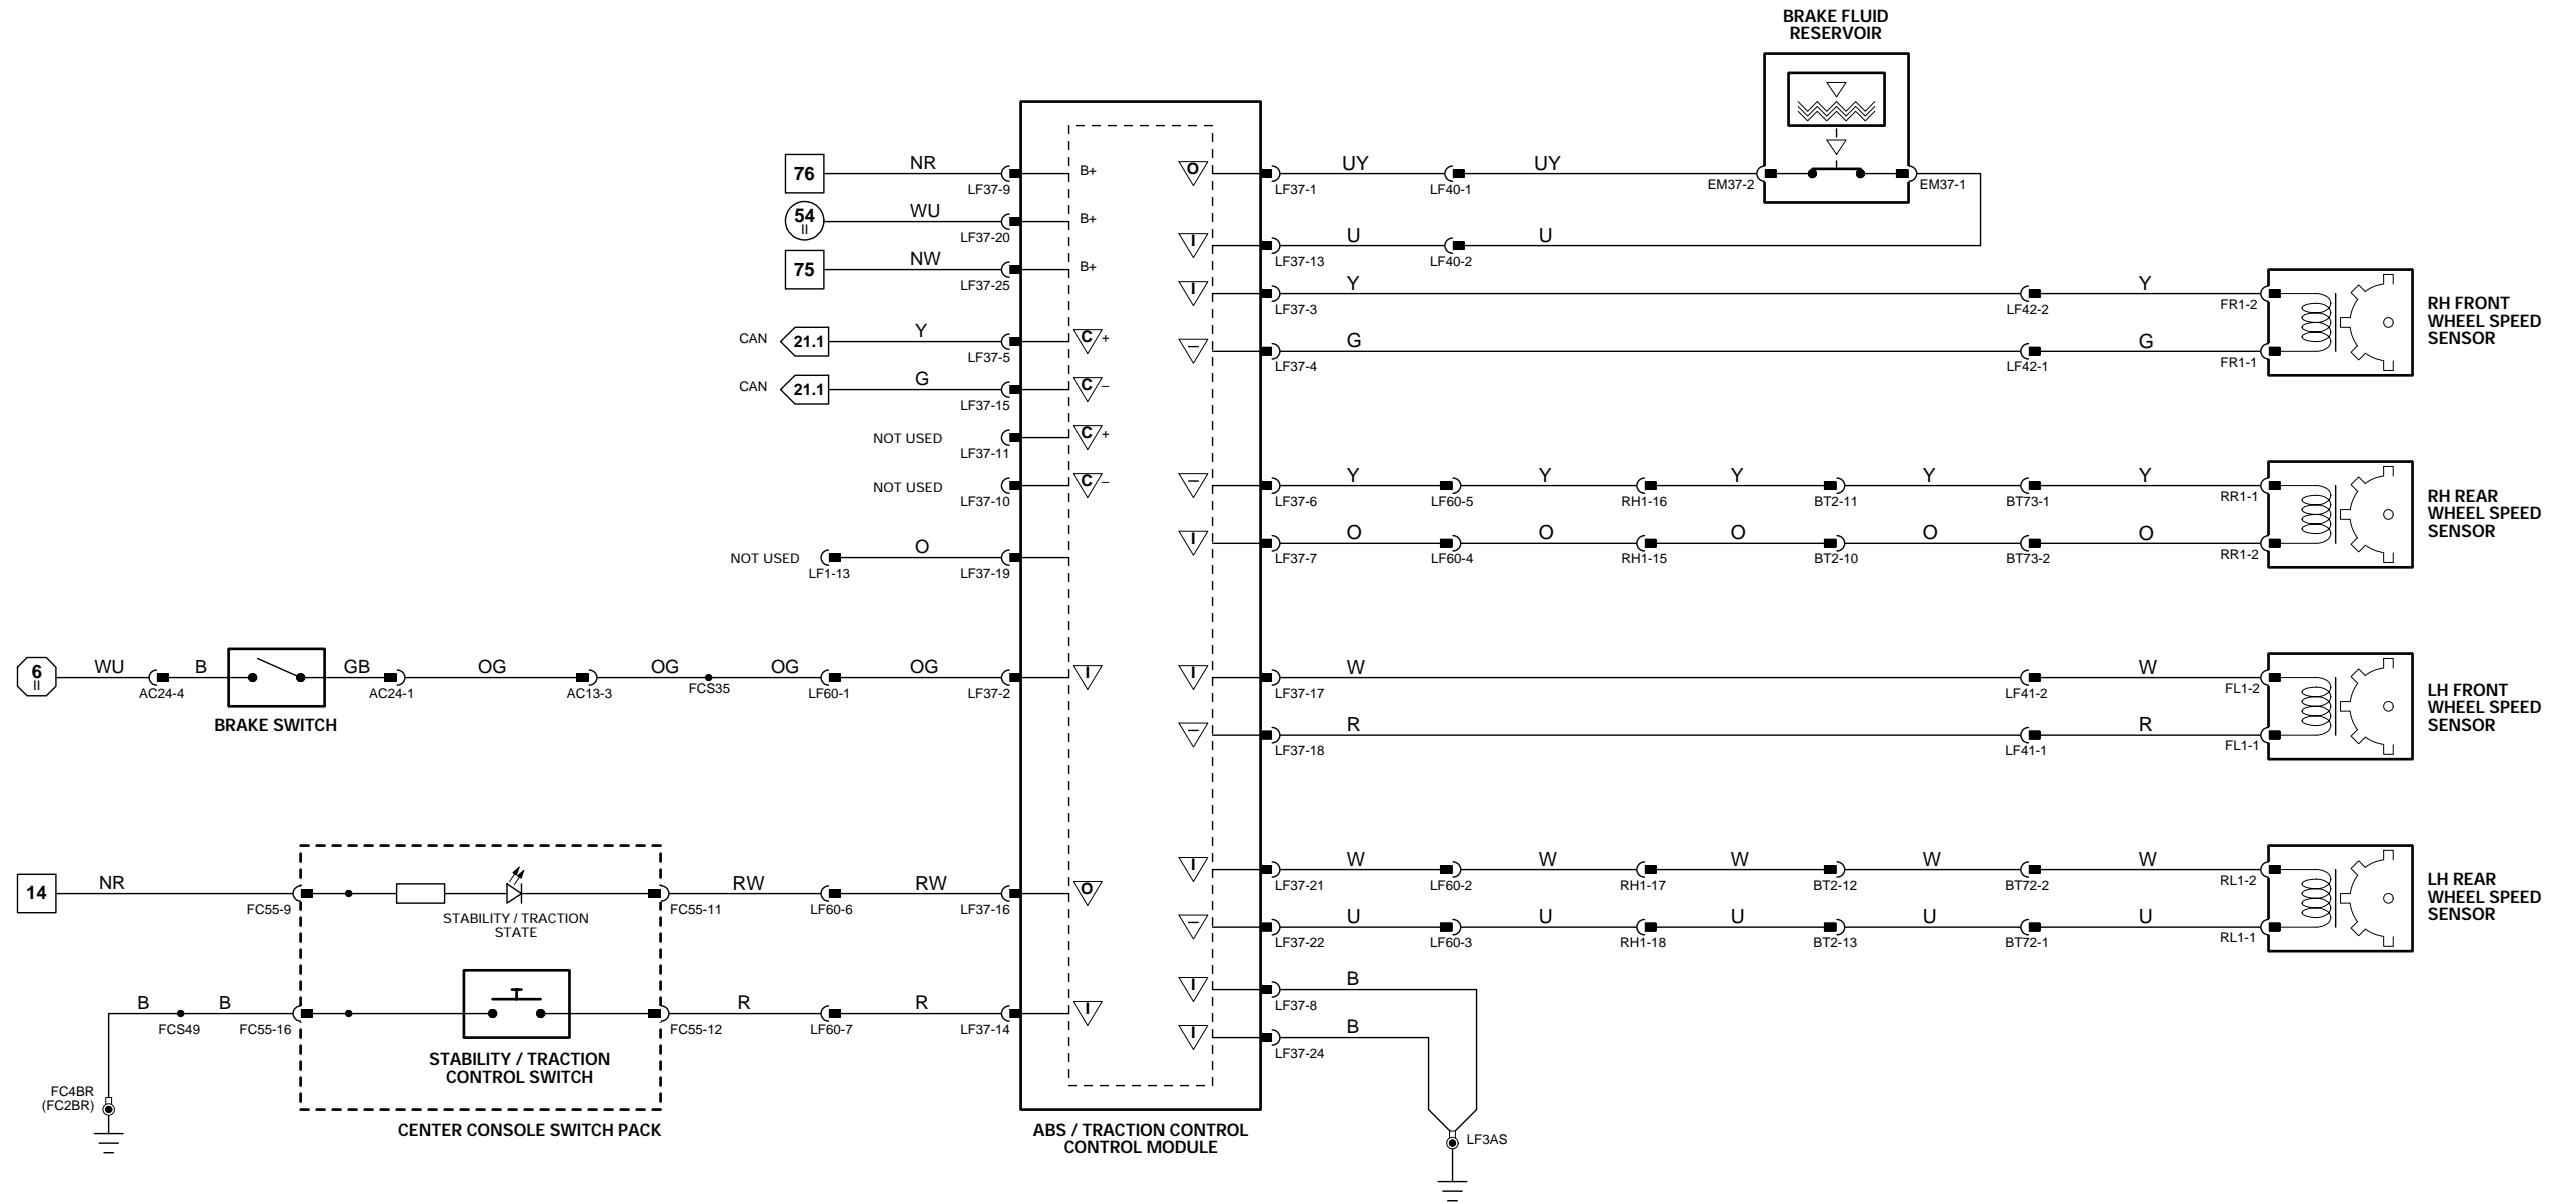 BRAKE FLUID
RESERVOIR
76
NR
LF37-9
B+
O
LF37-1
UY
LF40-1
UY
EM37-2
EM37-1
54
II
WU
LF37-20
B+
I
LF37-13
U
LF40-2
U
75
NW
LF37-25
B+
I
LF37-3
Y
LF42-2
Y
FR1-2
RH FRONT
WHEEL SPEED
SENSOR
CAN
21.1
Y
LF37-5
C
+
–
LF37-4
G
LF42-1
G
FR1-1
CAN
21.1
G
LF37-15
C
–
NOT USED
LF37-11
C
+
NOT USED
LF37-10
C
–
–
LF37-6
Y
LF60-5
Y
RH1-16
Y
BT2-11
Y
BT73-1
Y
RR1-1
RH REAR
WHEEL SPEED
SENSOR
I
LF37-7
O
LF60-4
O
RH1-15
O
BT2-10
O
BT73-2
O
RR1-2
NOT USED
LF1-13
O
LF37-19
6
II
WU
AC24-4
B
BRAKE SWITCH
GB
AC24-1
OG
AC13-3
OG
FCS35
OG
LF60-1
OG
LF37-2
I
I
LF37-17
W
LF41-2
W
FL1-2
LH FRONT
WHEEL SPEED
SENSOR
–
LF37-18
R
LF41-1
R
FL1-1
14
NR
FC55-9
STABILITY / TRACTION
STATE
FC55-11
RW
LF60-6
RW
LF37-16
O
I
LF37-21
W
LF60-2
W
RH1-17
W
BT2-12
W
BT72-2
W
RL1-2
LH REAR
WHEEL SPEED
SENSOR
–
LF37-22
U
LF60-3
U
RH1-18
U
BT2-13
U
BT72-1
U
RL1-1
B
FCS49
B
FC55-16
STABILITY / TRACTION
CONTROL SWITCH
FC55-12
R
LF60-7
R
LF37-14
I
I
LF37-8
B
I
LF37-24
B
FC4BR
(FC2BR)
CENTER CONSOLE SWITCH PACK
ABS / TRACTION CONTROL
CONTROL MODULE
LF3AS